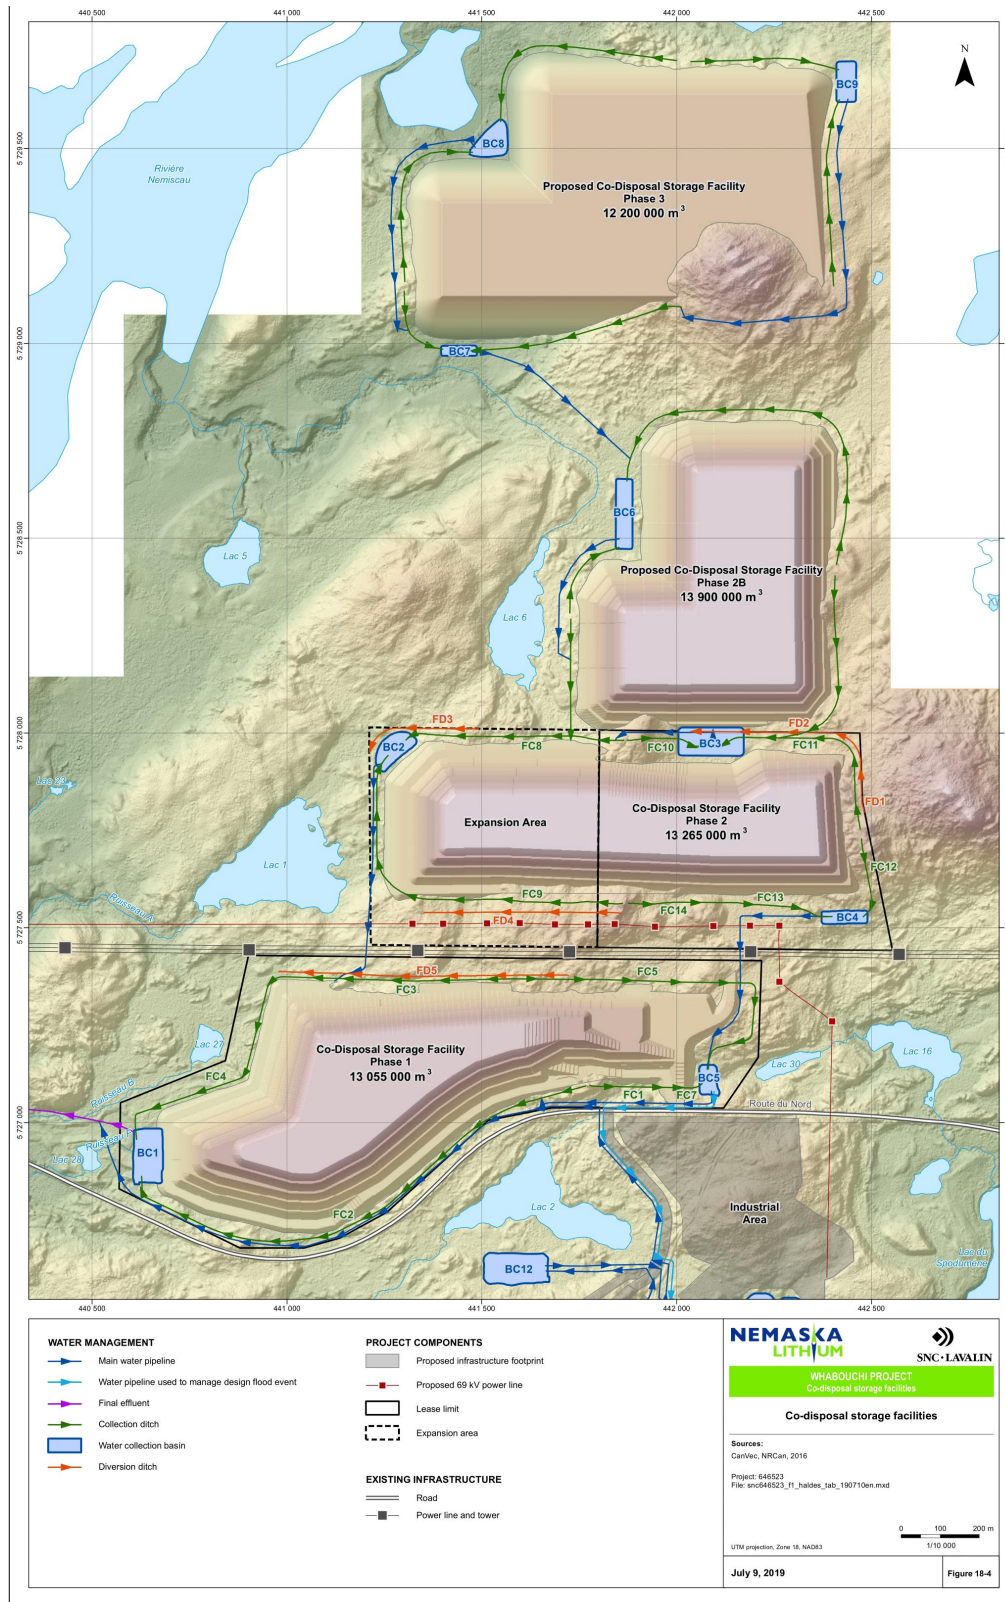 440 500
441 000
441 500
442 000
442 500
N
BC9
5 729 500
BC8
Rivière
Nemiscau
Proposed Co-Disposal Storage Facility
Phase 3
12 200 000 m³
5 729 000
BC7
5 728 500
BC6
Lac 5
Proposed Co-Disposal Storage Facility
Phase 2B
13 900 000 m³
Lac 6
5 728 000
FD3
FD2
BC2
FC8
FC10
BC3
FC11
Lac 23
FD1
Expansion Area
Co-Disposal Storage Facility
Phase 2
13 265 000 m³
Lac 1
FC12
FC9
FC13
Ruisseau A
FC14
FD4
BC4
5 727 500
FD5
FC5
FC3
Lac 27
Co-Disposal Storage Facility
Phase 1
13 055 000 m³
Lac 16
Lac 30
FC4
BC5
Ruisseau B
FC1
FC7
Route du Nord
5 727 000
Ruisseau F
BC1
Lac 28
FC2
Lac 2
Industrial
Area
BC12
Lac du
Spodumène
440 500
441 000
441 500
442 000
442 500
WATER MANAGEMENT
Main water pipeline
Water pipeline used to manage design flood event
Final effluent
Collection ditch
Water collection basin
Diversion ditch
PROJECT COMPONENTS
Proposed infrastructure footprint
Proposed 69 kV power line
Lease limit
Expansion area
EXISTING INFRASTRUCTURE
Road
Power line and tower
NEMASKA
LITHIUM
SNC·LAVALIN
WHABOUCHI PROJECT
Co-disposal storage facilities
Co-disposal storage facilities
Sources:
CanVec, NRCan, 2016
Project: 646523
File: snc646523_f1_haldes_tab_190710en.mxd
0 100 200 m
1/10 000
UTM projection, Zone 18, NAD83
July 9, 2019
Figure 18-4